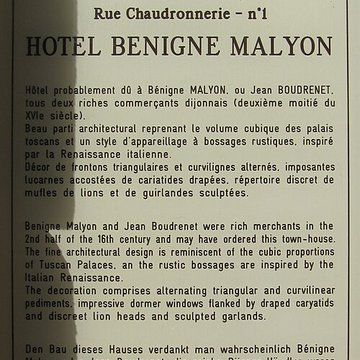 Rue Chaudronnerie - n°1
HOTEL BENIGNE MALYON
Hôtel probablement dû à Bénigne MALYON, ou Jean BOUDRENET,
tous deux riches commerçants dijonnais (deuxième moitié du
XVIe siècle).
Beau parti architectural reprenant le volume cubique des palais
toscans et un style d'appareillage à bossages rustiques, inspiré
par la Renaissance italienne.
Décor de frontons triangulaires et curvilignes alternés, imposantes
lucarnes accostées de cariatides drapées, répertoire discret de
mufles de lions et de guirlandes sculptées.
Benigne Malyon and Jean Boudrenet were rich merchants in the
2nd half of the 16th century and may have ordered this town-house.
The fine architectural design is reminiscent of the cubic proportions
of Tuscan Palaces, an the rustic bossages are inspired by the
Italian Renaissance.
The decoration comprises alternating triangular and curvilinear
pediments, impressive dormer windows flanked by draped caryatids
and discreet lion heads and sculpted garlands.
Den Bau dieses Hauses verdankt man wahrscheinlich Bénigne